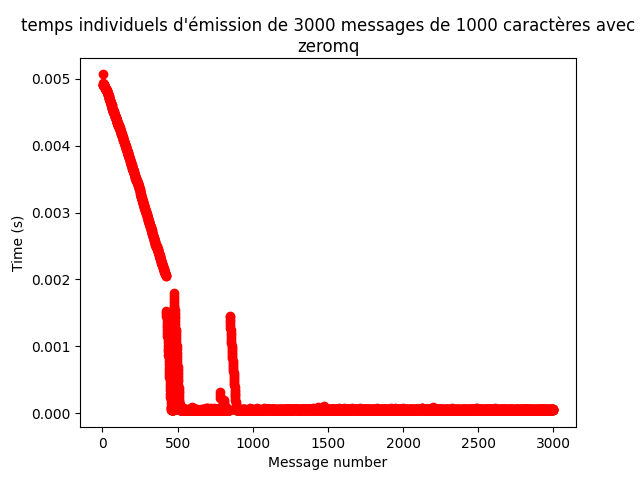 temps individuels d'émission de 3000 messages de 1000 caractères avec
zeromq
0.005
0.004
0.003
0.002
0.001
0.000
Time (s)
0 500 1000 1500 2000 2500 3000
Message number